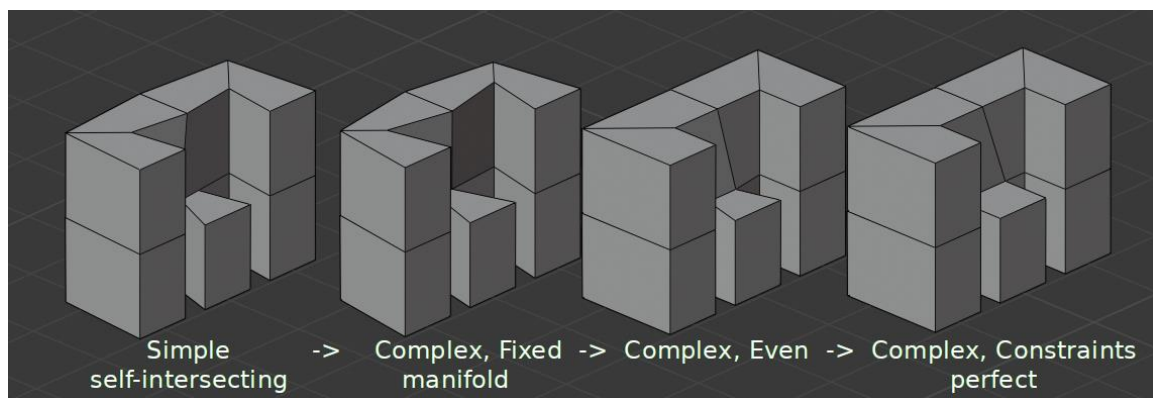 Simple -> Complex, Fixed -> Complex, Even -> Complex, Constraints
self-intersecting manifold perfect